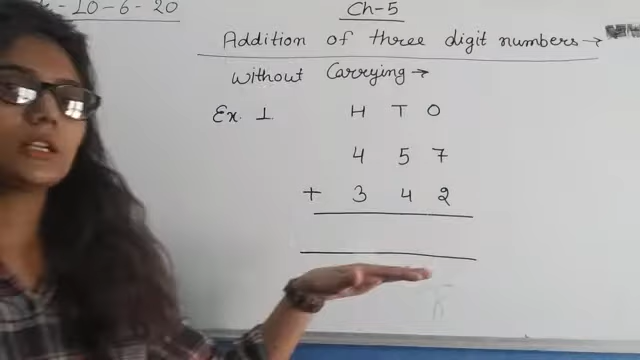 - 10 - 6 - 20
Ch-5
Addition of three digit numbers →
without Carrying →
Ex. 1. H T O
4 5 7
+ 3 4 2